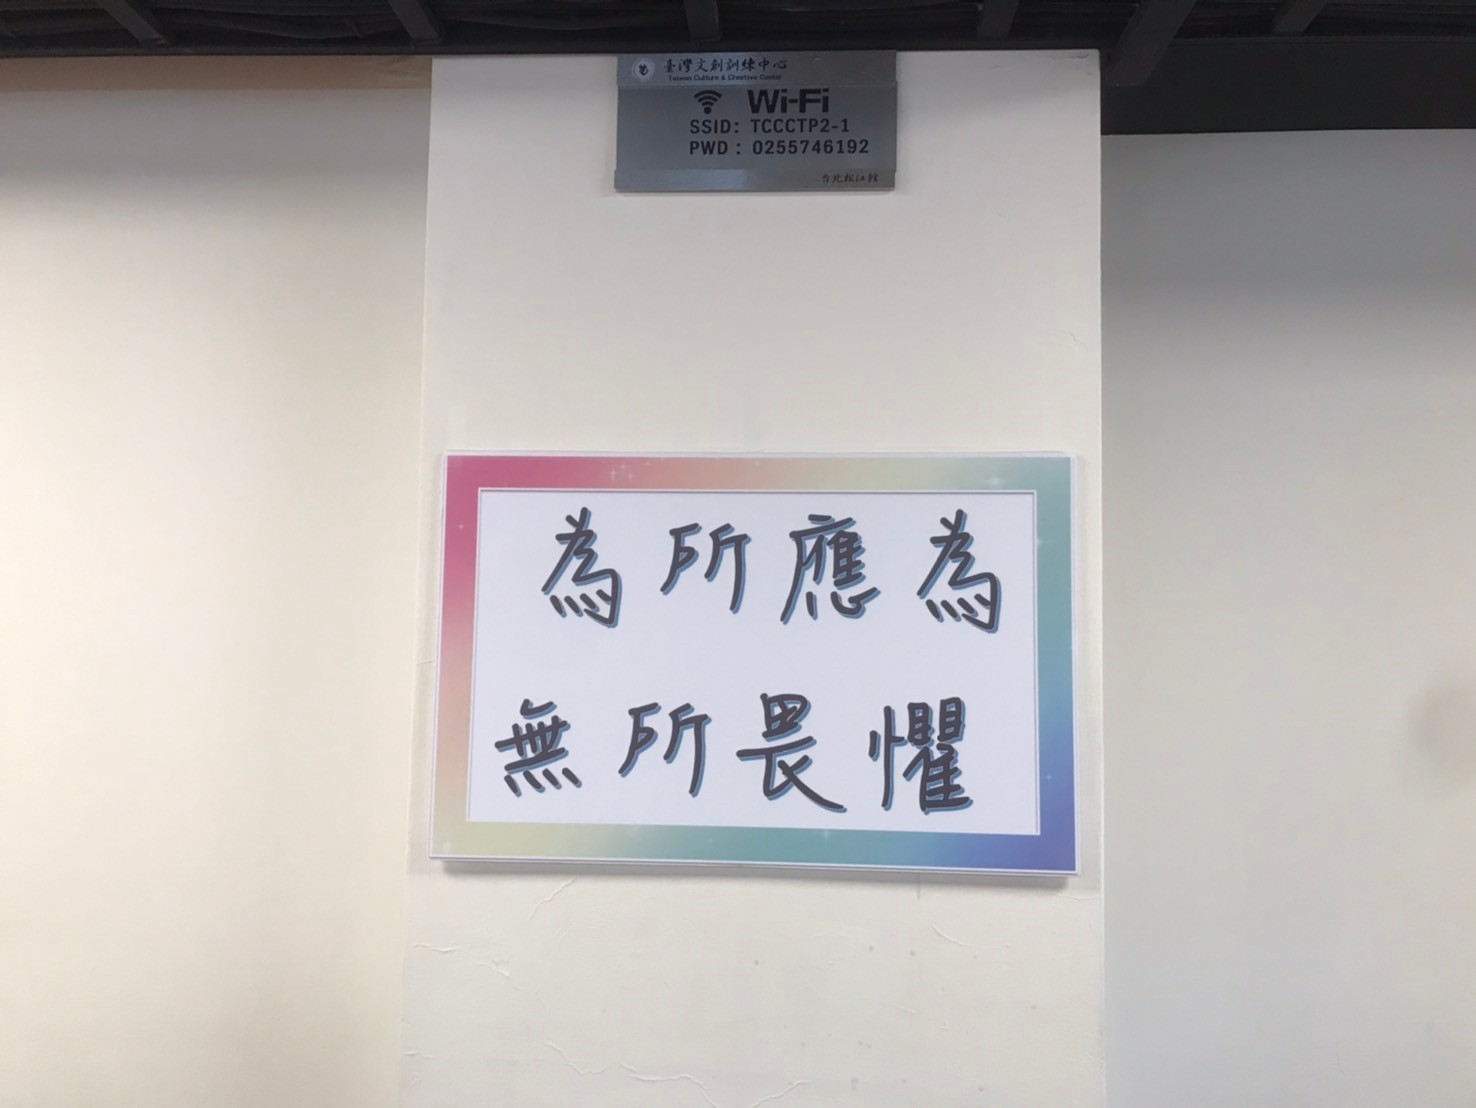 臺灣文創訓練中心
Taiwan Culture & Creative Center
Wi-Fi
SSID: TCCCTP2-1
PWD: 0255746192
台北松江館
為所應為
無所畏懼